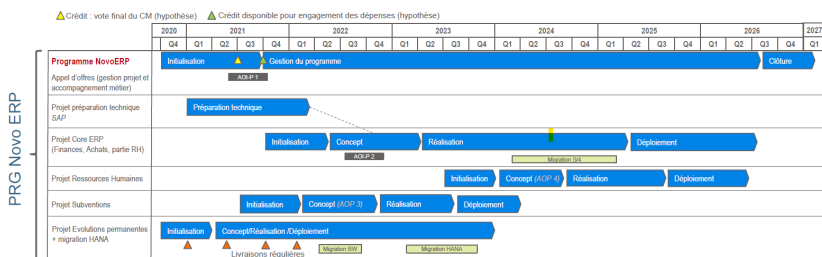 Crédit : vote final du CM (hypothèse) Crédit disponible pour engagement des dépenses (hypothèse)
2020 2021 2022 2023 2024 2025 2026 2027
Q4 Q1 Q2 Q3 Q4 Q1 Q2 Q3 Q4 Q1 Q2 Q3 Q4 Q1 Q2 Q3 Q4 Q1 Q2 Q3 Q4 Q1 Q2 Q3 Q4 Q1
PRG Novo ERP
Programme NovoERP Initialisation Gestion du programme Clôture
Appel d'offres (gestion projet et
accompagnement métier)
AOI-P 1
Projet préparation technique
SAP
Préparation technique
Projet Core ERP
(Finances, Achats, partie RH)
Initialisation Concept Réalisation Déploiement
AOI-P 2 Migration S/4
Projet Ressources Humaines Initialisation Concept (AOP 4) Réalisation Déploiement
Projet Subventions Initialisation Concept (AOP 3) Réalisation Déploiement
Projet Evolutions permanentes
+ migration HANA
Initialisation Concept/Réalisation /Déploiement
Livraisons régulières Migration BW Migration HANA